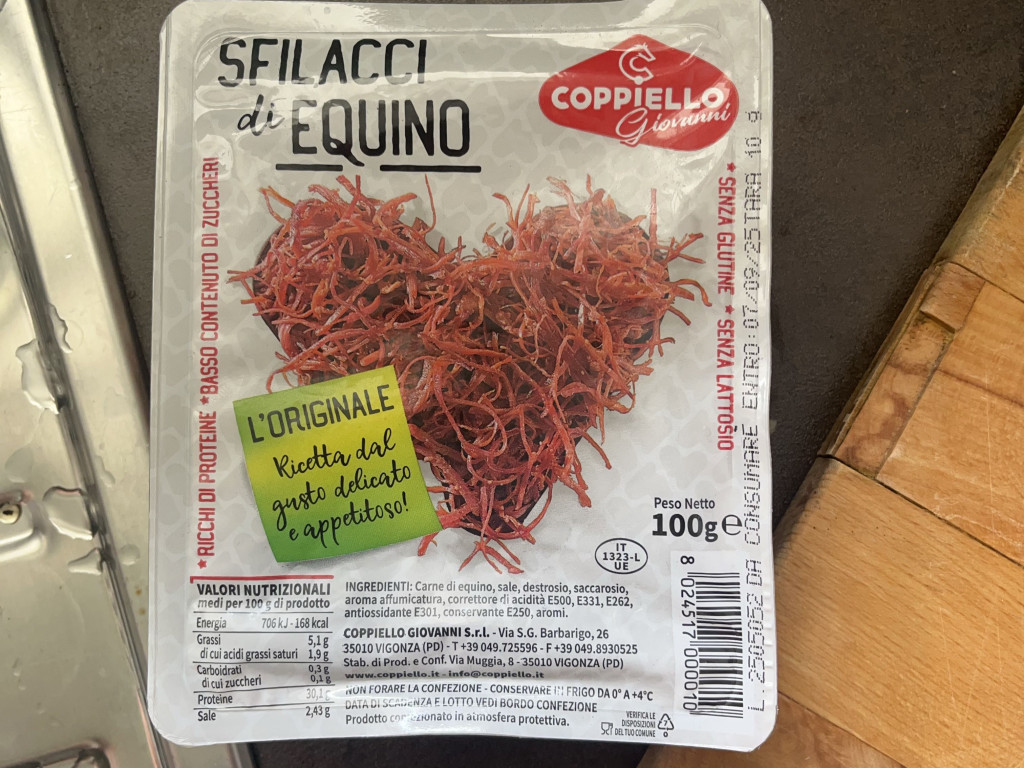 SFILACCI
di EQUINO
COPPIELLO
Giovanni
★RICCHI DI PROTEINE ★BASSO CONTENUTO DI ZUCCHERI
★ SENZA GLUTINE ★ SENZA LATTOSIO
L'ORIGINALE
Ricetta dal
gusto delicato
e appetitoso!
Peso Netto
100g e
IT
1323-L
UE
VALORI NUTRIZIONALI
medi per 100 g di prodotto
Energia 706 kJ - 168 kcal
Grassi 5,1 g
di cui acidi grassi saturi 1,9 g
Carboidrati 0,3 g
di cui zuccheri 0,1 g
Proteine 30,1 g
Sale 2,43 g
INGREDIENTI: Carne di equino, sale, destrosio, saccarosio,
aroma affumicatura, correttore di acidità E500, E331, E262,
antiossidante E301, conservante E250, aromi.
COPPIELLO GIOVANNI S.r.l. - Via S.G. Barbarigo, 26
35010 VIGONZA (PD) - T +39 049.725596 - F +39 049.8930525
Stab. di Prod. e Conf. Via Muggia, 8 - 35010 VIGONZA (PD)
www.coppiello.it - info@coppiello.it
NON FORARE LA CONFEZIONE - CONSERVARE IN FRIGO DA 0° A +4°C
DATA DI SCADENZA E LOTTO VEDI BORDO CONFEZIONE
Prodotto confezionato in atmosfera protettiva.
VERIFICA LE
DISPOSIZIONI
DEL TUO COMUNE
8 024517 000010
CONSUMARE ENTRO: 07/09/25 TARA 10 g